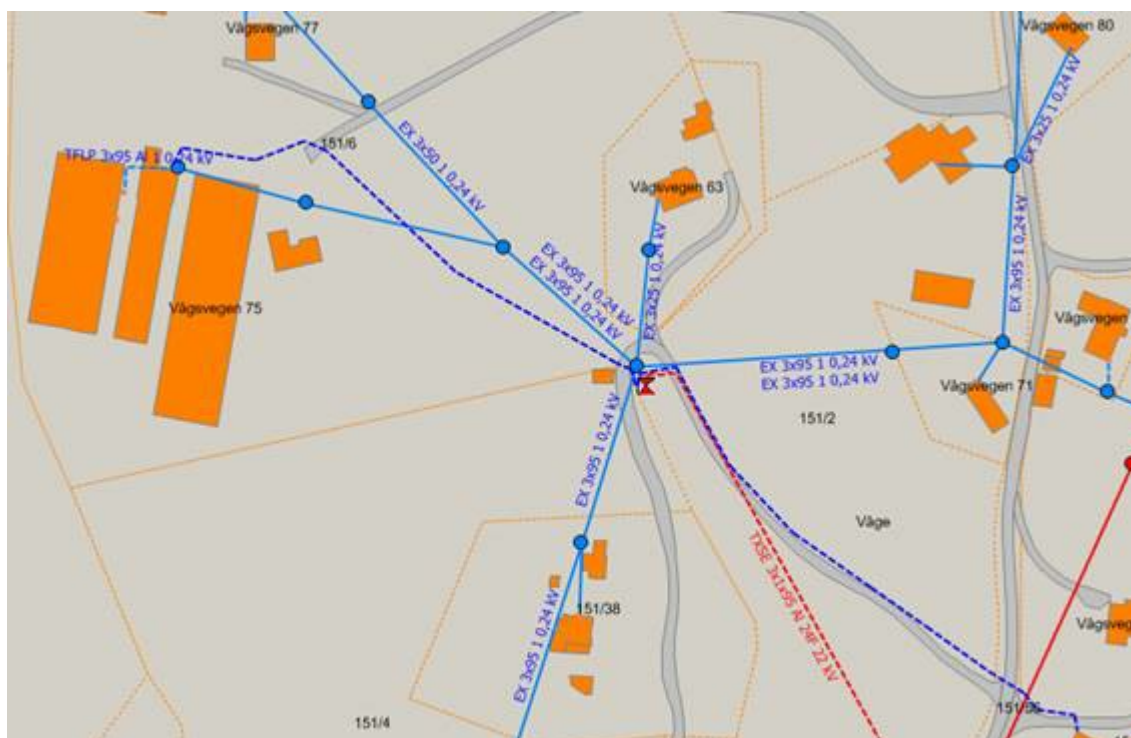 Vågsvegen 77
Vågsvegen 80
EX 3x25 1 0,24 kV
EX 3x50 1 0,24 kV
151/6
TFLP 3x95 Al 1 0,24 kV
Vågsvegen 63
EX 3x25 1 0,24 kV
EX 3x95 1 0,24 kV
EX 3x95 1 0,24 kV
EX 3x95 1 0,24 kV
Vågsvegen 75
Vågsvegen
EX 3x95 1 0,24 kV
EX 3x95 1 0,24 kV
Vågsvegen 71
151/2
EX 3x95 1 0,24 kV
Våge
TXSE 3x1x95 Al 24F 22 kV
EX 3x95 1 0,24 kV
151/38
151/4